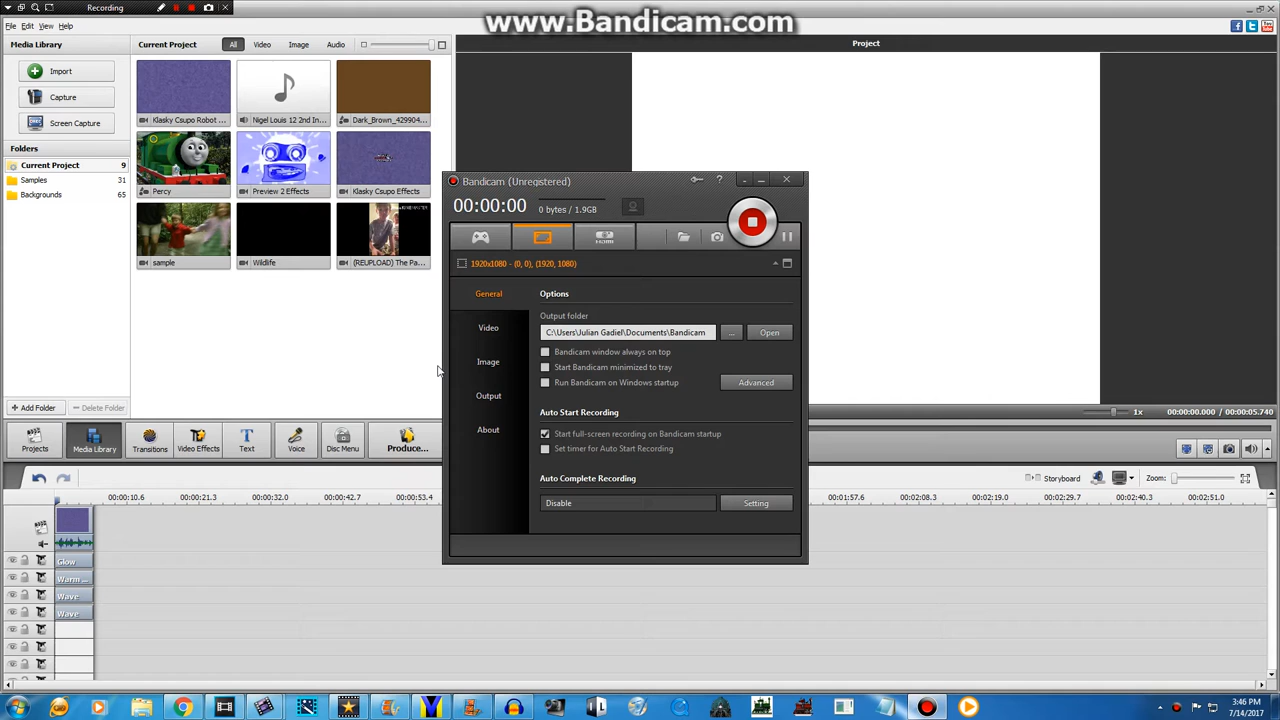 Recording
www.Bandicam.com
File Edit View Help
Media Library
Current Project
All Video Image Audio
Project
Import
Capture
Screen Capture
Folders
Current Project 9
Samples 31
Backgrounds 65
Klasky Csupo Robot ...
Nigel Louis 12 2nd In...
Dark_Brown_429904...
Percy
Preview 2 Effects
Klasky Csupo Effects
sample
Wildlife
(REUPLOAD) The Pa...
Add Folder
Delete Folder
Bandicam (Unregistered)
00:00:00
0 bytes / 1.9GB
HDMI
1920x1080 - (0, 0), (1920, 1080)
General
Video
Image
Output
About
Options
Output folder
C:\Users\Julian Gadiel\Documents\Bandicam
...
Open
Bandicam window always on top
Start Bandicam minimized to tray
Run Bandicam on Windows startup
Advanced
Auto Start Recording
Start full-screen recording on Bandicam startup
Set timer for Auto Start Recording
Auto Complete Recording
Disable
Setting
1x
00:00:00.000 / 00:00:05.740
Projects
Media Library
Transitions
Video Effects
Text
Voice
Disc Menu
Produce...
Storyboard
Zoom:
00:00:10.6 00:00:21.3 00:00:32.0 00:00:42.7 00:00:53.4
00:01:57.6 00:02:08.3 00:02:19.0 00:02:29.7 00:02:40.3 00:02:51.0
Glow
Warm ...
Wave
Wave
3:46 PM
7/14/2017